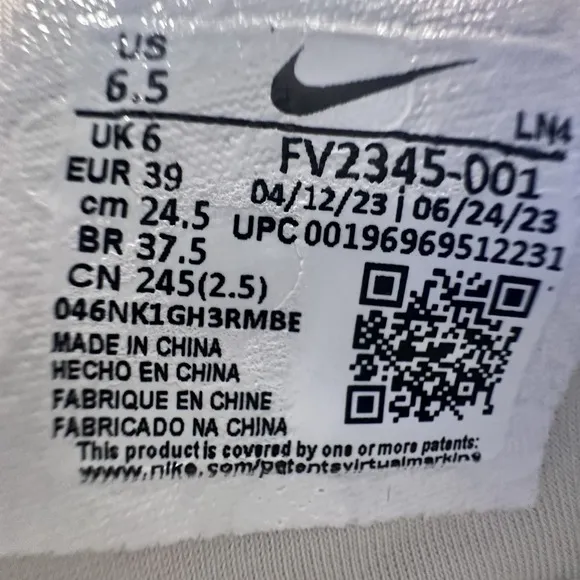 US
6.5
LN4
UK 6
EUR 39
cm 24.5
BR 37.5
CN 245(2.5)
FV2345-001
04/12/23 | 06/24/23
UPC 00196969512231
046NK1GH3RMBE
MADE IN CHINA
HECHO EN CHINA
FABRIQUE EN CHINE
FABRICADO NA CHINA
This product is covered by one or more patents:
www.nike.com/patentsvirtualmarking